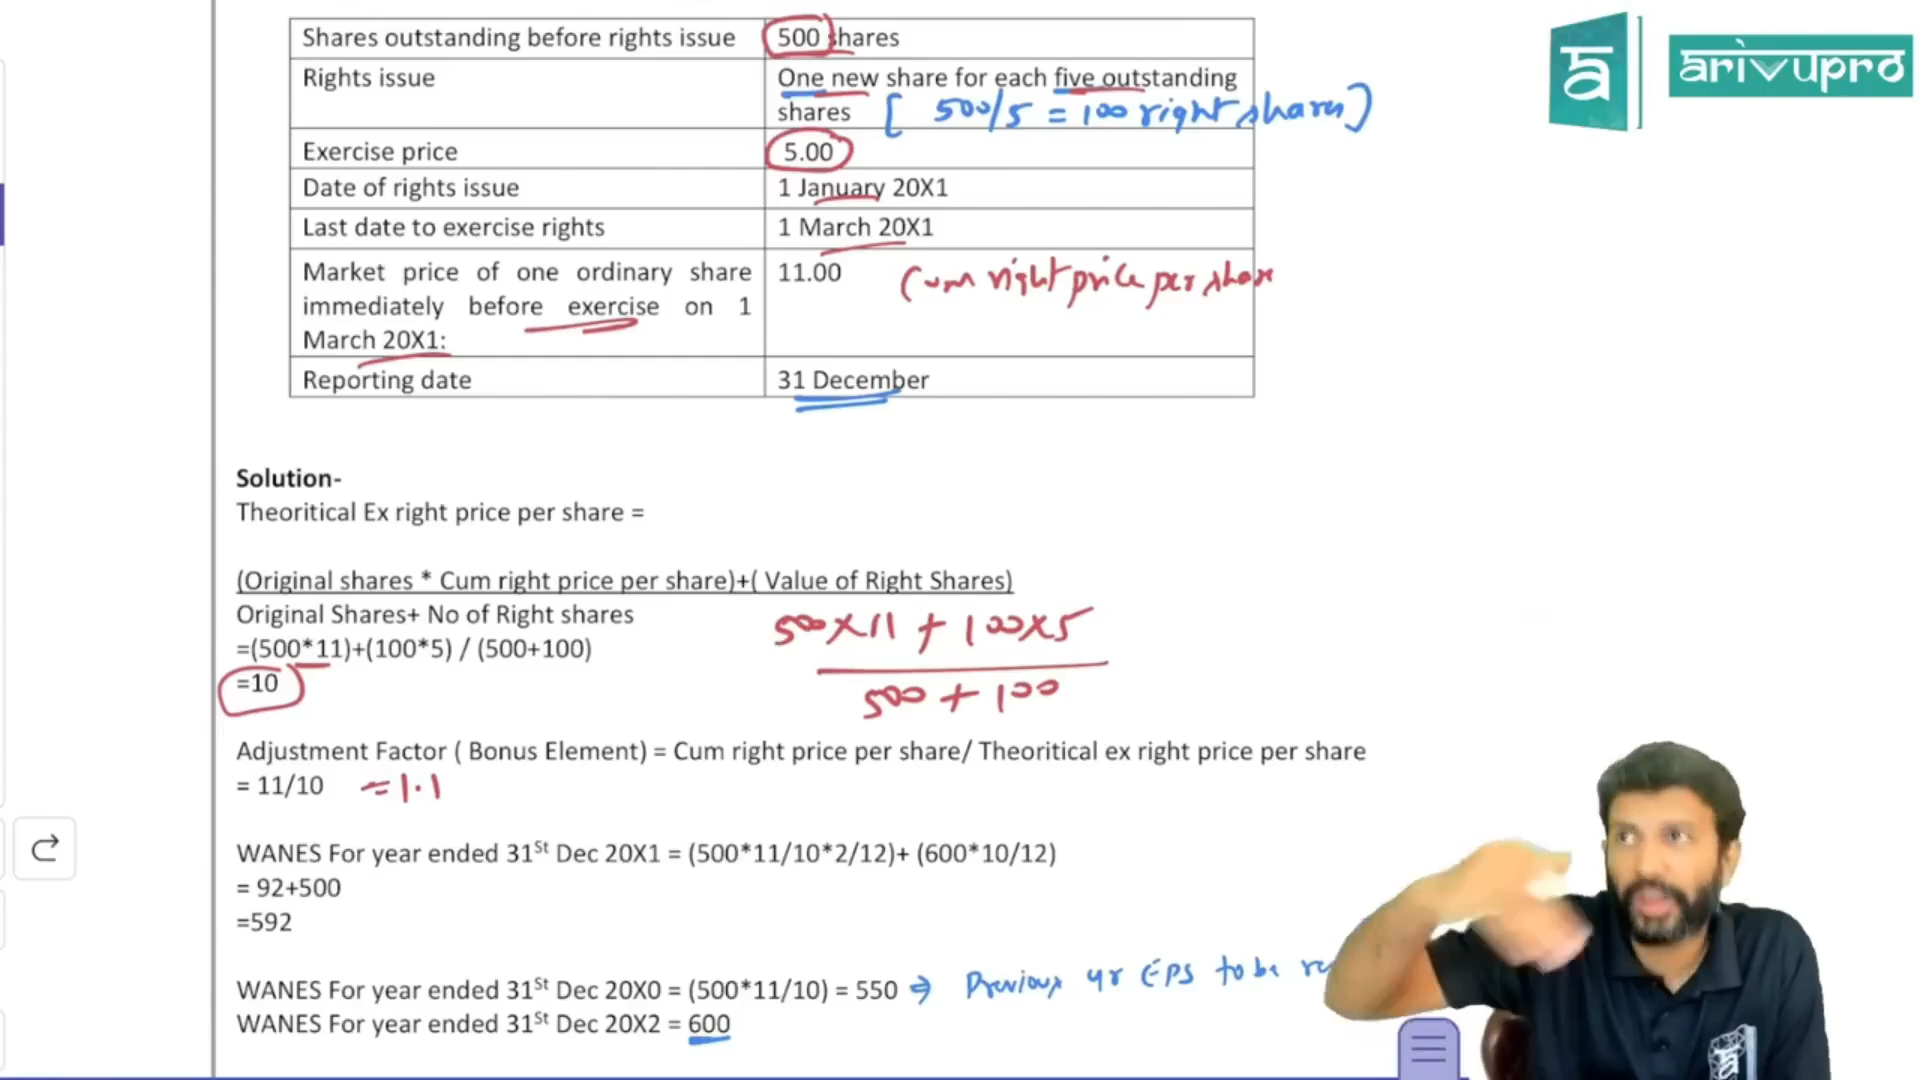 Shares outstanding before rights issue 500 shares
Rights issue One new share for each five outstanding
shares [ 500/5 = 100 right shares]
Exercise price 5.00
Date of rights issue 1 January 20X1
Last date to exercise rights 1 March 20X1
Market price of one ordinary share 11.00 (cum right price per share
immediately before exercise on 1
March 20X1:
Reporting date 31 December
ā
arivupro
Solution-
Theoritical Ex right price per share =
(Original shares * Cum right price per share)+( Value of Right Shares)
Original Shares+ No of Right shares
=(500*11)+(100*5) / (500+100)
=10
500×11 + 100×5
500 + 100
Adjustment Factor ( Bonus Element) = Cum right price per share/ Theoritical ex right price per share
= 11/10 = 1.1
WANES For year ended 31St Dec 20X1 = (500*11/10*2/12)+ (600*10/12)
= 92+500
=592
WANES For year ended 31St Dec 20X0 = (500*11/10) = 550 ⇒ Previous yr EPS to be
WANES For year ended 31St Dec 20X2 = 600